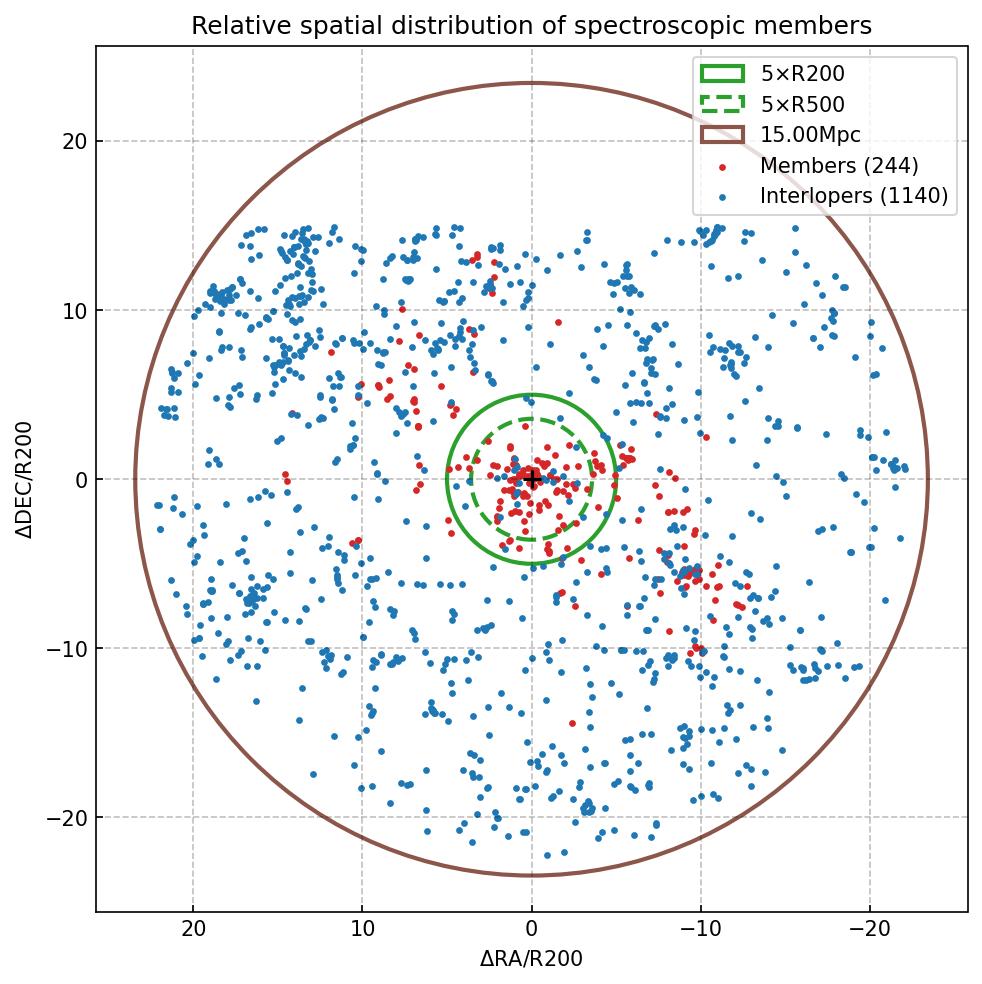 Relative spatial distribution of spectroscopic members
5×R200
5×R500
15.00Mpc
Members (244)
Interlopers (1140)
20
10
0
−10
−20
ΔDEC/R200
20
10
0
−10
−20
ΔRA/R200